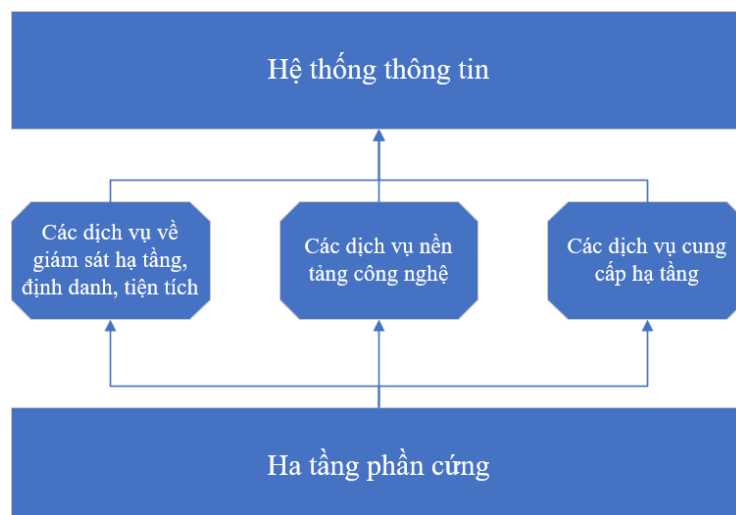 Hệ thống thông tin
Các dịch vụ về
giám sát hạ tầng,
định danh, tiện tích
Các dịch vụ nền
tảng công nghệ
Các dịch vụ cung
cấp hạ tầng
Ha tầng phần cứng